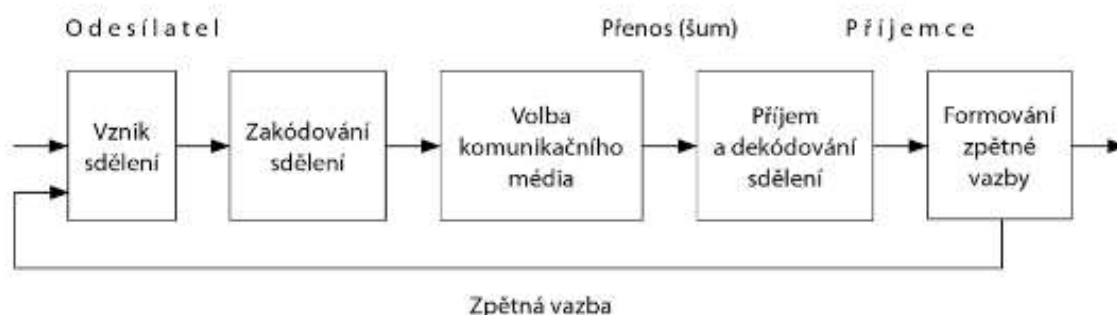 Odesílatel
Přenos (šum)
Příjemce
Vznik
sdělení
Zakódování
sdělení
Volba
komunikačního
média
Příjem
a dekódování
sdělení
Formování
zpětné
vazby
Zpětná vazba